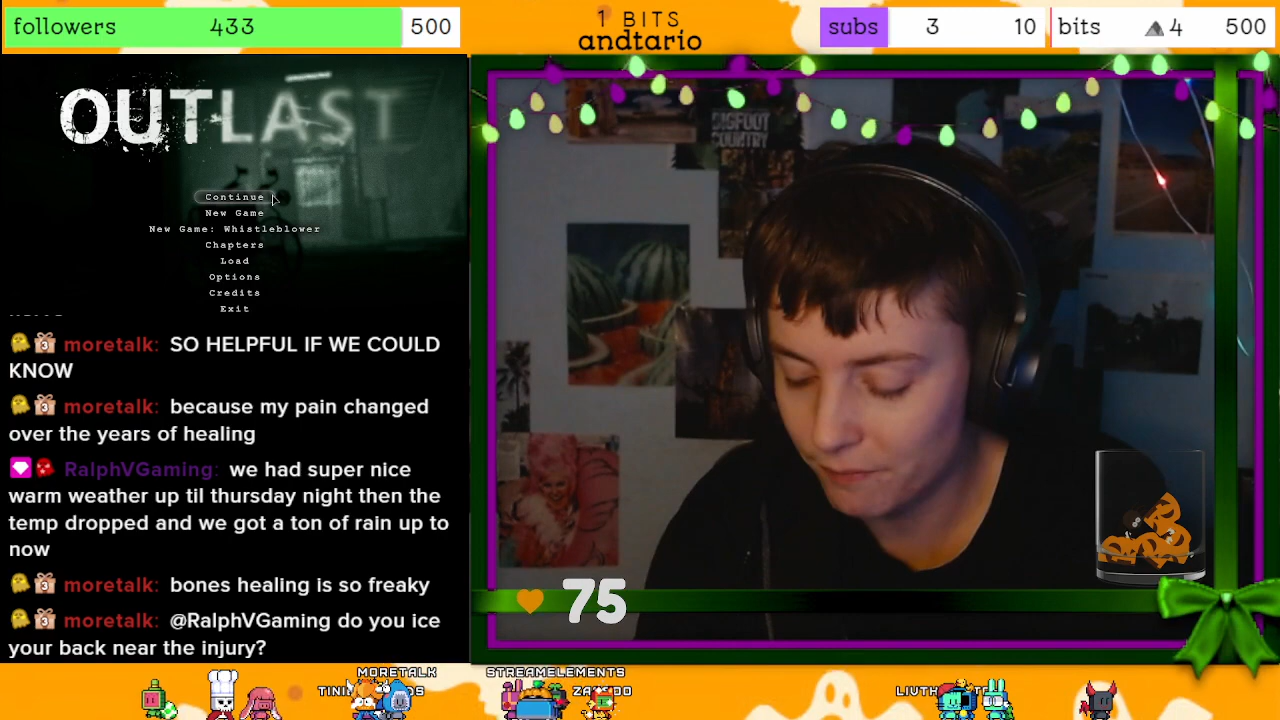 followers 433 500
1 BITS
andtario
subs 3 10
bits 4 500
OUTLAST
Continue
New Game
New Game: Whistleblower
Chapters
Load
Options
Credits
Exit
moretalk: SO HELPFUL IF WE COULD
KNOW
moretalk: because my pain changed
over the years of healing
RalphVGaming: we had super nice
warm weather up til thursday night then the
temp dropped and we got a ton of rain up to
now
moretalk: bones healing is so freaky
moretalk: @RalphVGaming do you ice
your back near the injury?
BIGFOOT
COUNTRY
75
MORETALK
STREAMELEMENTS